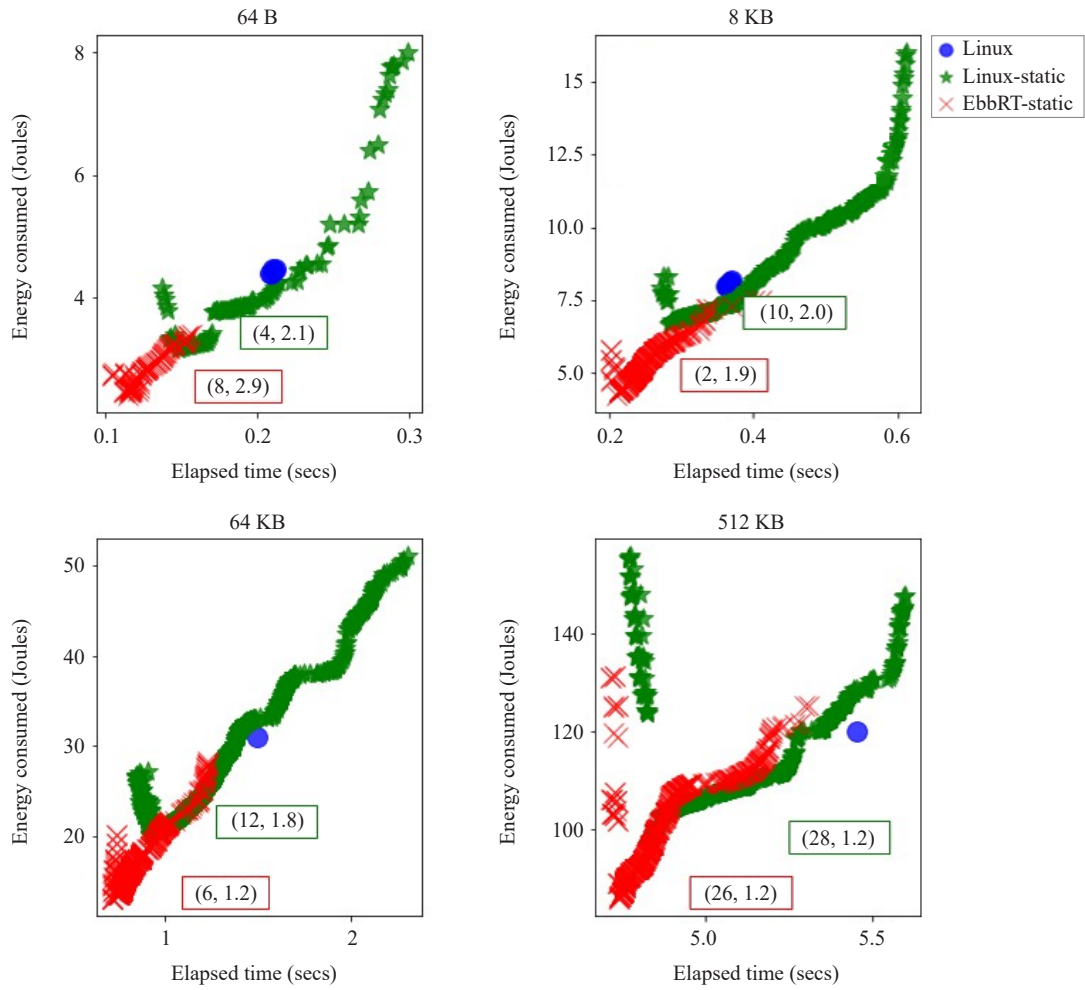 64 B
8 KB
Linux
Linux-static
EbbRT-static
Energy consumed (Joules)
8
6
4
(4, 2.1)
(8, 2.9)
0.1
0.2
0.3
Elapsed time (secs)
Energy consumed (Joules)
15
12.5
10.0
7.5
5.0
(10, 2.0)
(2, 1.9)
0.2
0.4
0.6
Elapsed time (secs)
64 KB
512 KB
Energy consumed (Joules)
50
40
30
20
(12, 1.8)
(6, 1.2)
1
2
Elapsed time (secs)
Energy consumed (Joules)
140
120
100
(28, 1.2)
(26, 1.2)
5.0
5.5
Elapsed time (secs)